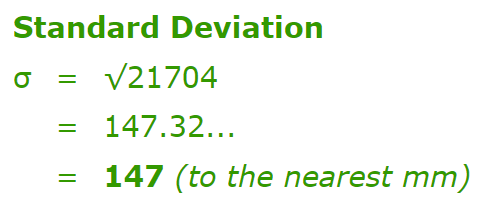 Standard Deviation
σ = √21704
= 147.32...
= 147 (to the nearest mm)